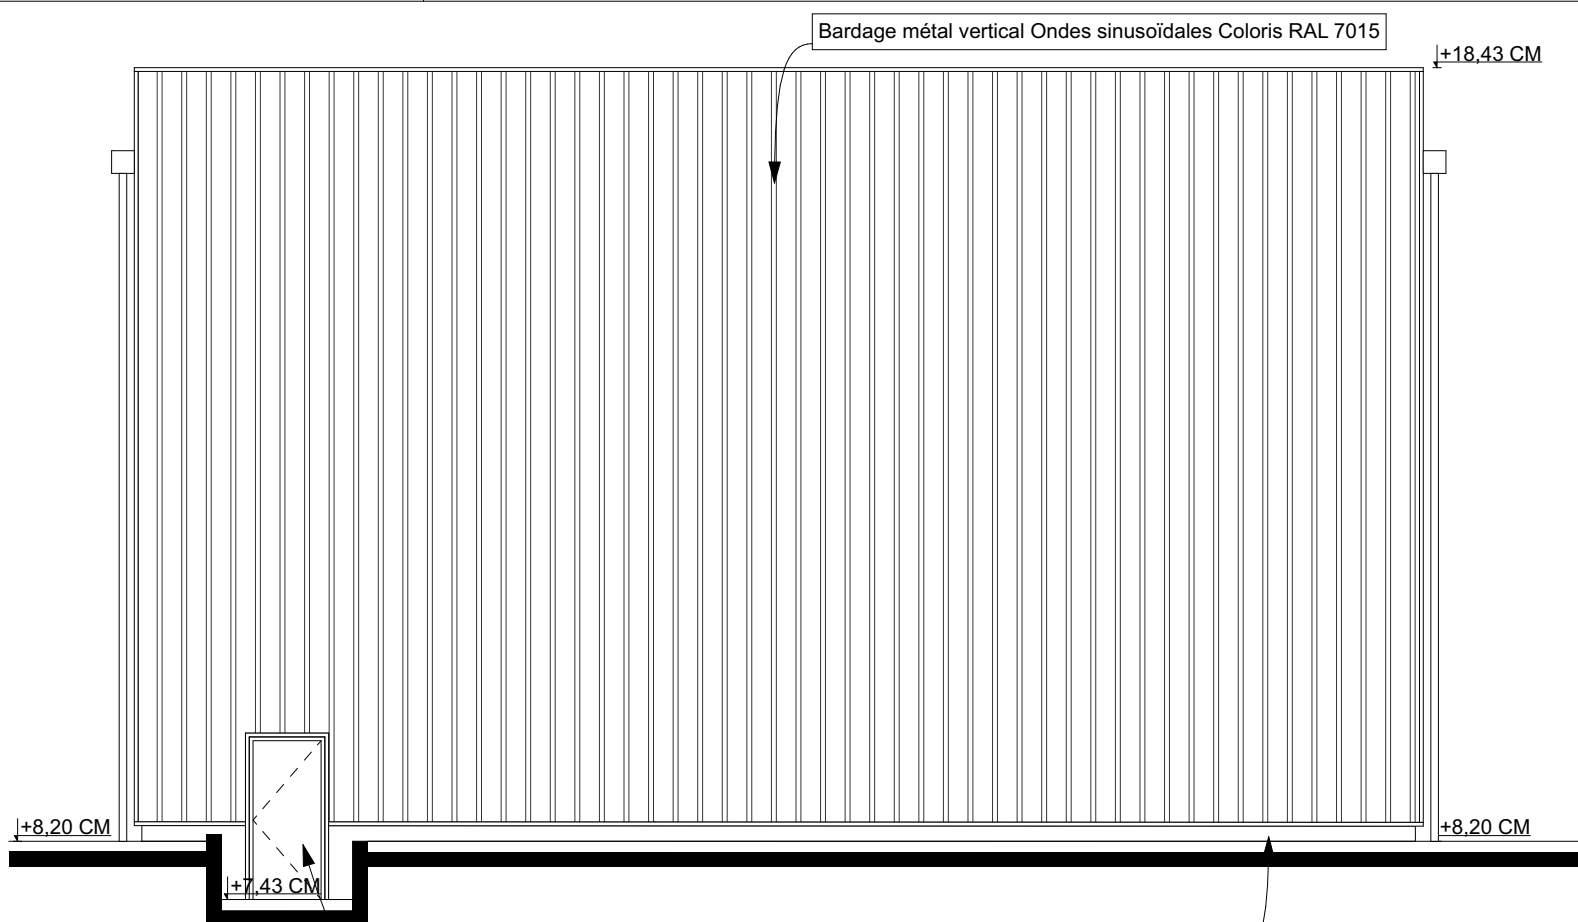 Bardage métal vertical Ondes sinusoïdales Coloris RAL 7015
+18,43 CM
+8,20 CM
+8,20 CM
+7,43 CM